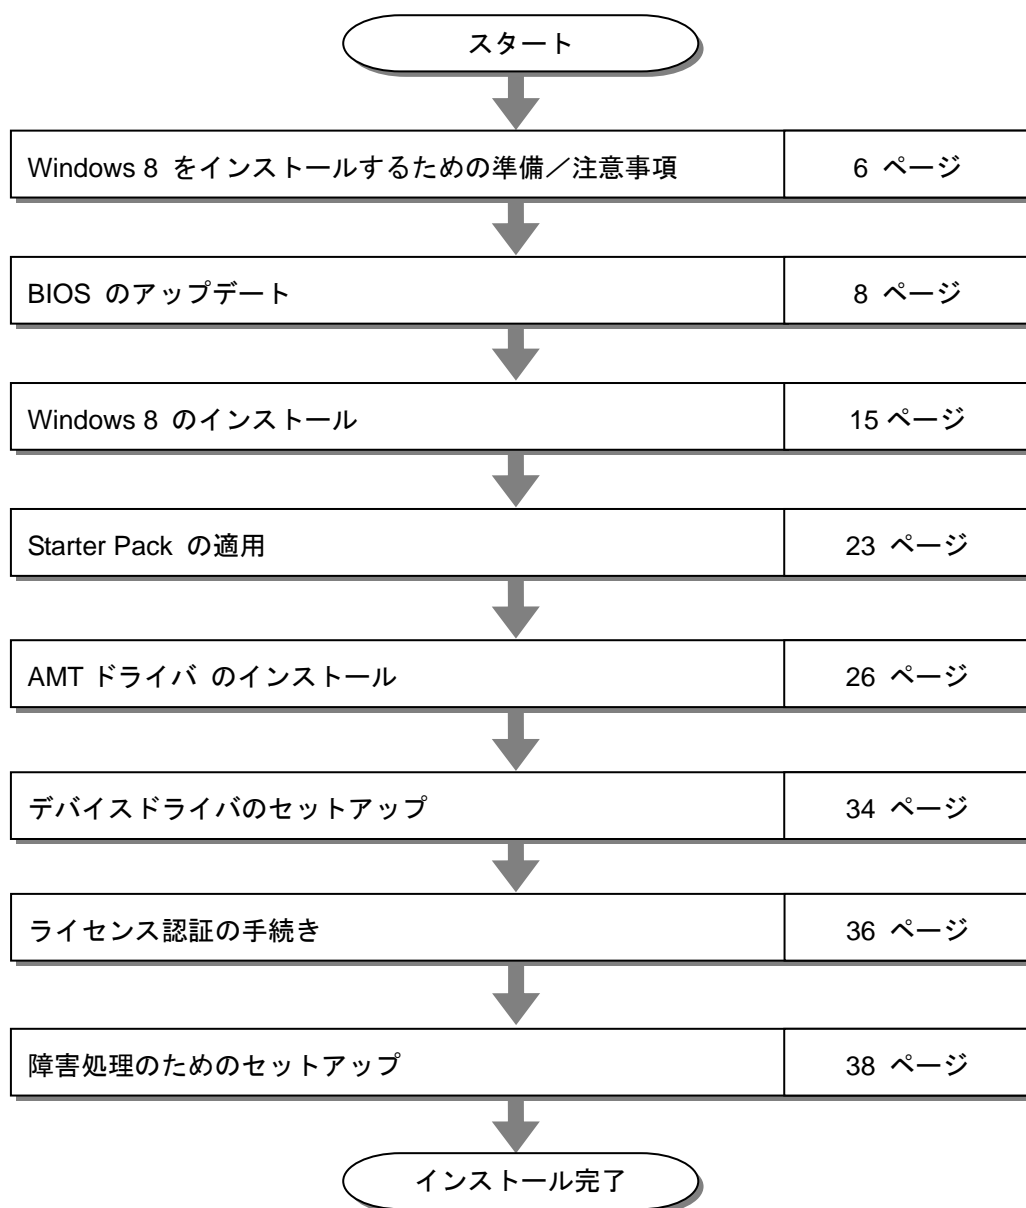 スタート
Windows 8 をインストールするための準備／注意事項 6 ページ
BIOS のアップデート 8 ページ
Windows 8 のインストール 15 ページ
Starter Pack の適用 23 ページ
AMT ドライバ のインストール 26 ページ
デバイスドライバのセットアップ 34 ページ
ライセンス認証の手続き 36 ページ
障害処理のためのセットアップ 38 ページ
インストール完了